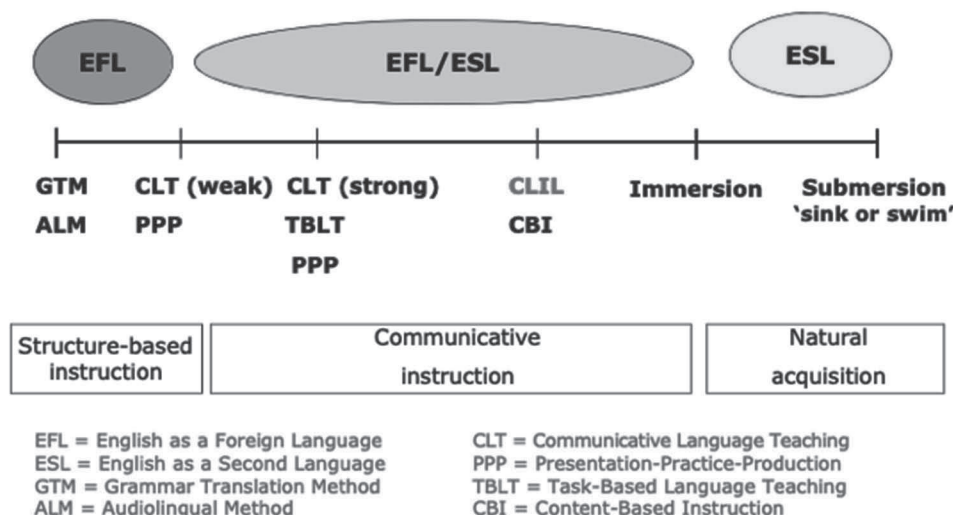 EFL
EFL/ESL
ESL
GTM
CLT (weak)
CLT (strong)
CLIL
Immersion
Submersion
'sink or swim'
ALM
PPP
TBLT
CBI
PPP
Structure-based
instruction
Communicative
instruction
Natural
acquisition
EFL = English as a Foreign Language
ESL = English as a Second Language
GTM = Grammar Translation Method
ALM = Audiolingual Method
CLT = Communicative Language Teaching
PPP = Presentation-Practice-Production
TBLT = Task-Based Language Teaching
CBI = Content-Based Instruction